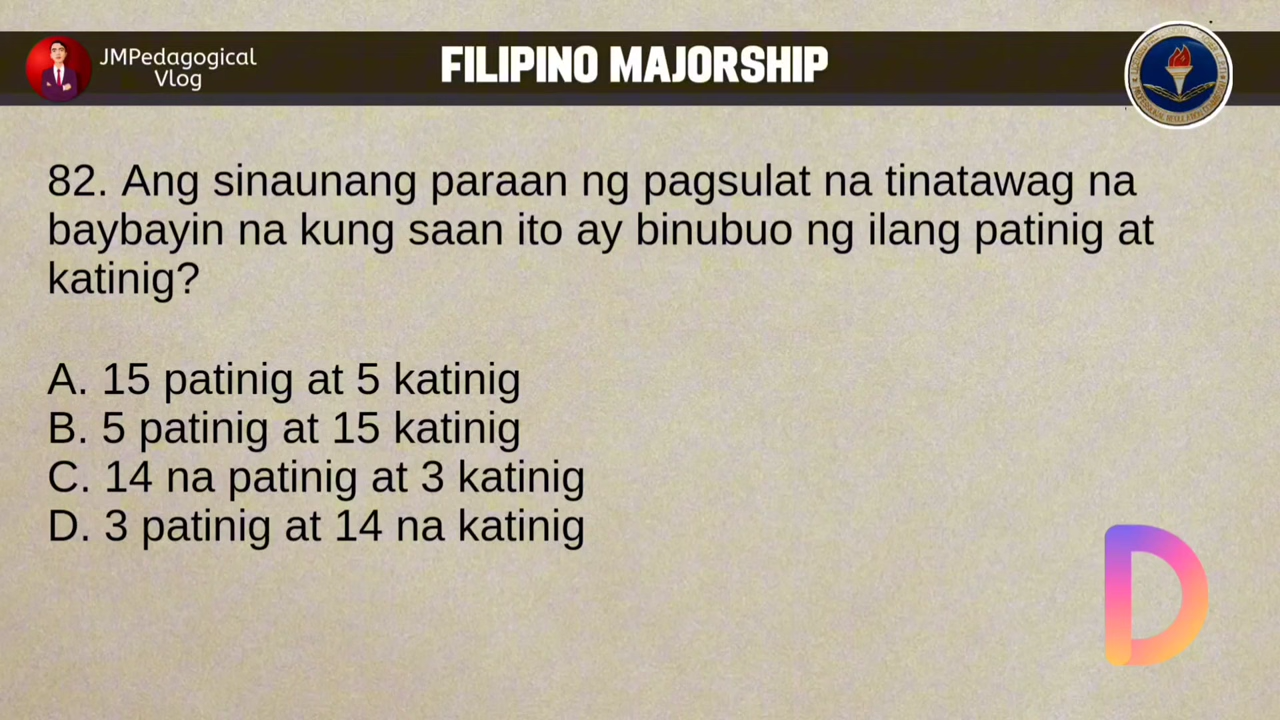 JMPedagogical
Vlog
FILIPINO MAJORSHIP
82. Ang sinaunang paraan ng pagsulat na tinatawag na
baybayin na kung saan ito ay binubuo ng ilang patinig at
katinig?
A. 15 patinig at 5 katinig
B. 5 patinig at 15 katinig
C. 14 na patinig at 3 katinig
D. 3 patinig at 14 na katinig
D